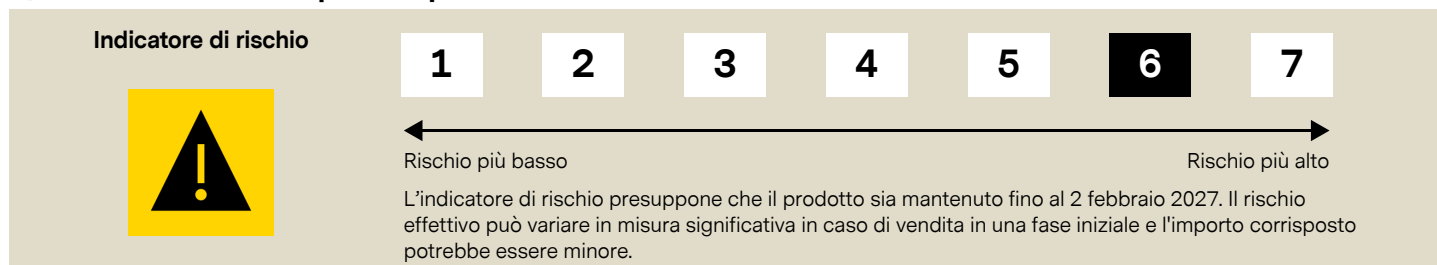 Indicatore di rischio
1 2 3 4 5 6 7
Rischio più basso Rischio più alto
L'indicatore di rischio presuppone che il prodotto sia mantenuto fino al 2 febbraio 2027. Il rischio
effettivo può variare in misura significativa in caso di vendita in una fase iniziale e l'importo corrisposto
potrebbe essere minore.